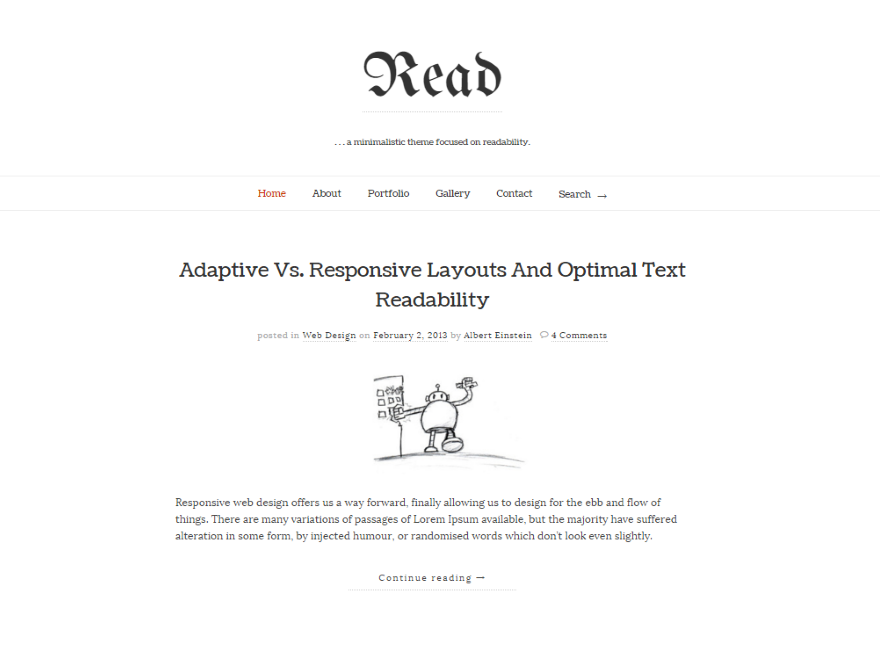 Read
. . . a minimalistic theme focused on readability.
Home About Portfolio Gallery Contact Search →
Adaptive Vs. Responsive Layouts And Optimal Text
Readability
posted in Web Design on February 2, 2013 by Albert Einstein 4 Comments
Responsive web design offers us a way forward, finally allowing us to design for the ebb and flow of
things. There are many variations of passages of Lorem Ipsum available, but the majority have suffered
alteration in some form, by injected humour, or randomised words which don't look even slightly.
Continue reading →